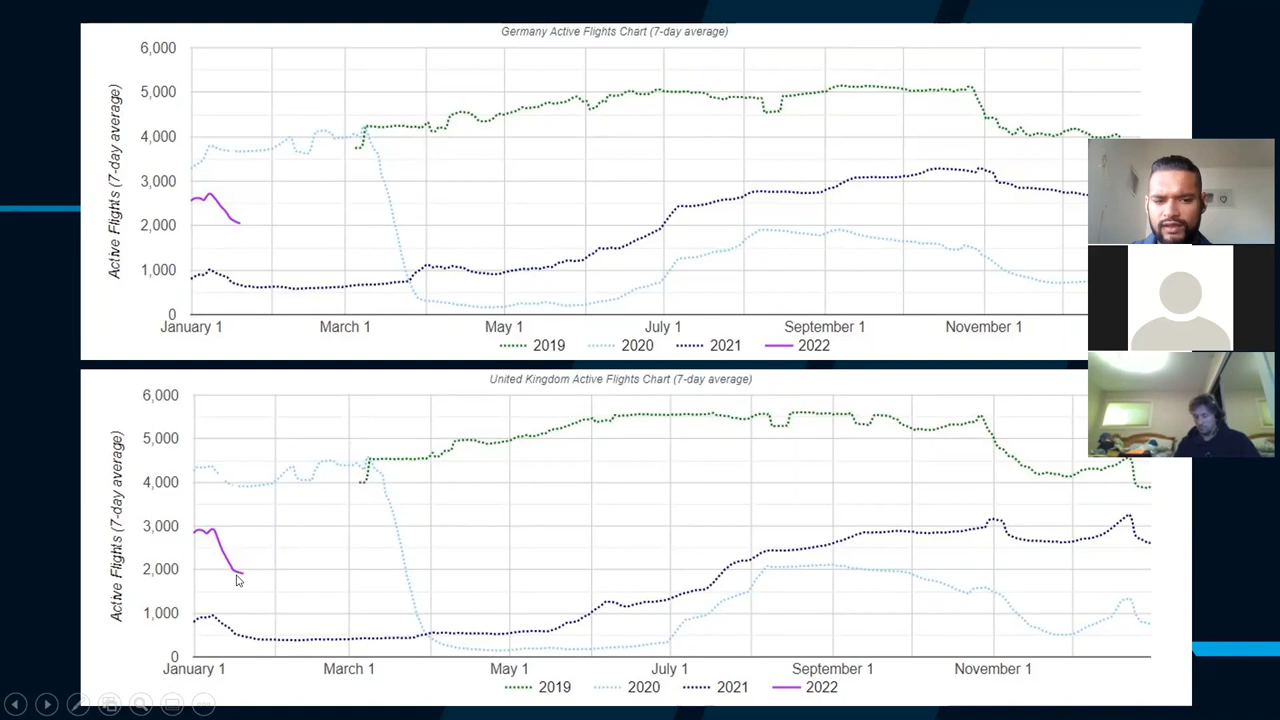 Germany Active Flights Chart (7-day average)
Active Flights (7-day average)
6,000
5,000
4,000
3,000
2,000
1,000
0
January 1 March 1 May 1 July 1 September 1 November 1
2019 2020 2021 2022
United Kingdom Active Flights Chart (7-day average)
Active Flights (7-day average)
6,000
5,000
4,000
3,000
2,000
1,000
0
January 1 March 1 May 1 July 1 September 1 November 1
2019 2020 2021 2022